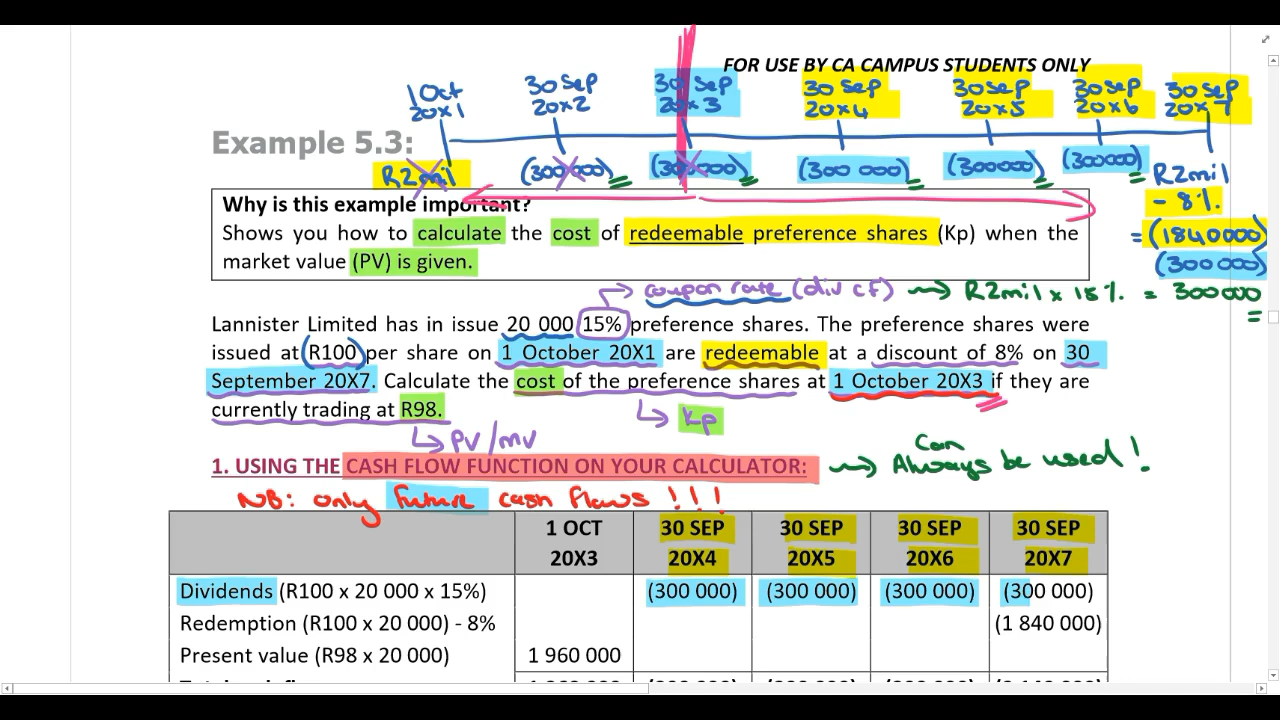 FOR USE BY CA CAMPUS STUDENTS ONLY
1 Oct 20x1
30 Sep 20x2
30 Sep 20x3
30 Sep 20x4
30 Sep 20x5
30 Sep 20x6
30 Sep 20x7
Example 5.3:
R2mil
(300 000)
(300 000)
(300 000)
(300000)
(300000)
R2mil
- 8%
= (1840000)
(300 000)
Why is this example important?
Shows you how to calculate the cost of redeemable preference shares (Kp) when the
market value (PV) is given.
coupon rate (div cf) → R2mil x 15% = 300000
Lannister Limited has in issue 20 000 15% preference shares. The preference shares were
issued at R100 per share on 1 October 20X1 are redeemable at a discount of 8% on 30
September 20X7. Calculate the cost of the preference shares at 1 October 20X3 if they are
currently trading at R98.
Kp
PV/mv
1. USING THE CASH FLOW FUNCTION ON YOUR CALCULATOR:
Can
Always be used!
NB: only future cash flows !!!
1 OCT 30 SEP 30 SEP 30 SEP 30 SEP
20X3 20X4 20X5 20X6 20X7
Dividends (R100 x 20 000 x 15%) (300 000) (300 000) (300 000) (300 000)
Redemption (R100 x 20 000) - 8% (1 840 000)
Present value (R98 x 20 000) 1 960 000